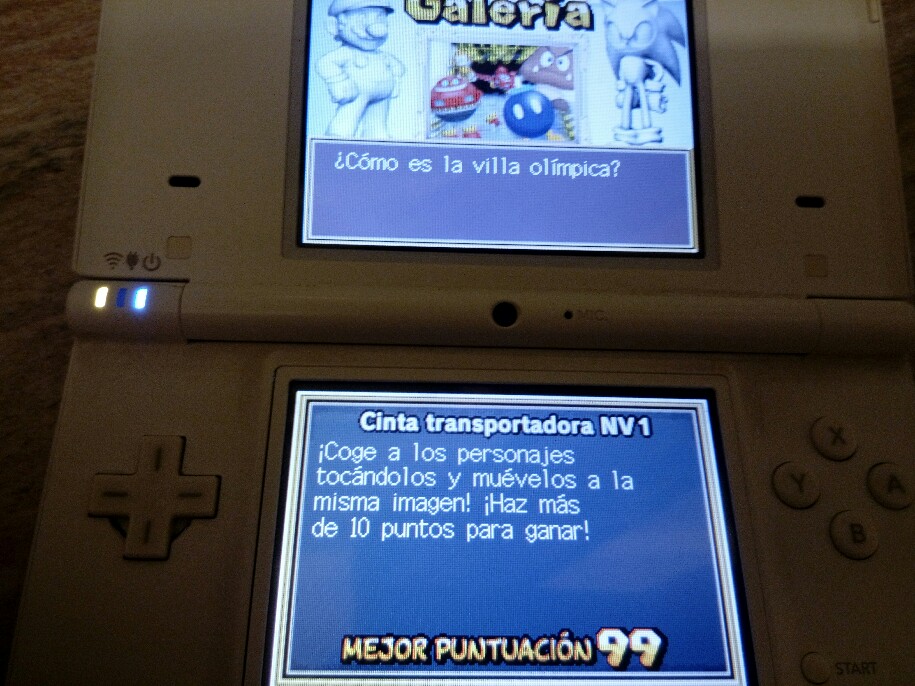 Galería
¿Cómo es la villa olímpica?
MIC.
Cinta transportadora NV1
¡Coge a los personajes
tocándolos y muévelos a la
misma imagen! ¡Haz más
de 10 puntos para ganar!
MEJOR PUNTUACIÓN 99
X
Y
A
B
START